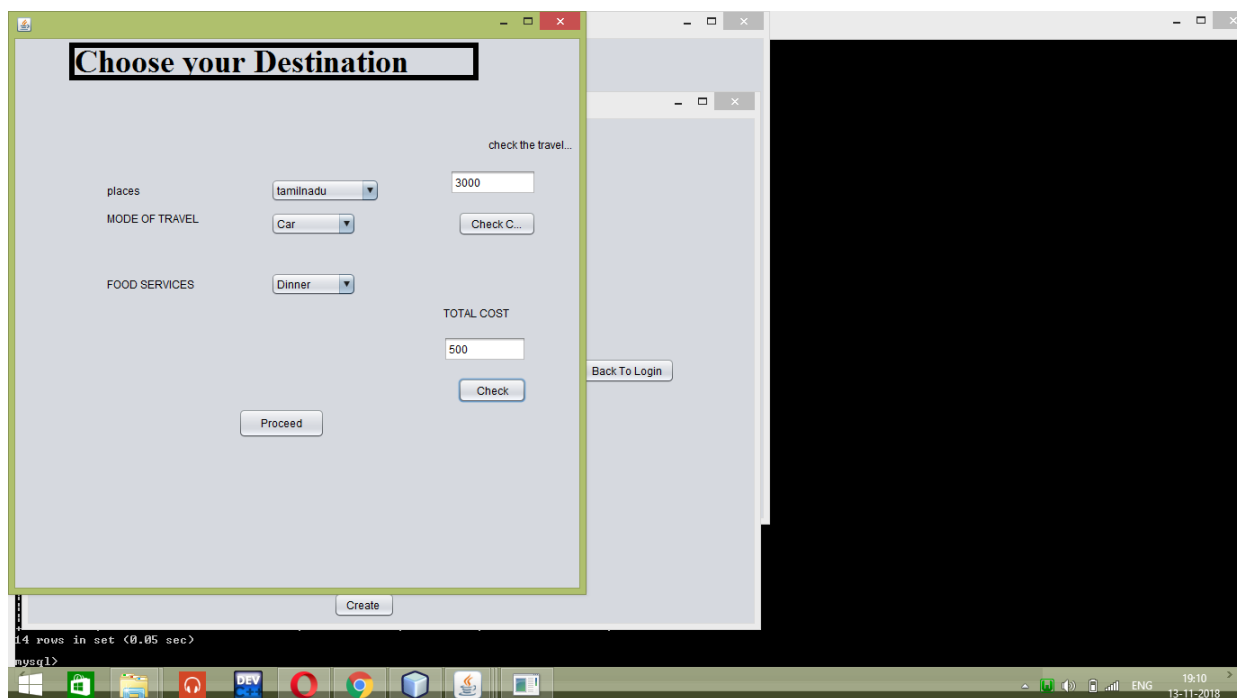 Choose your Destination
check the travel...
places
tamilnadu
3000
MODE OF TRAVEL
Car
Check C...
FOOD SERVICES
Dinner
TOTAL COST
500
Back To Login
Check
Proceed
Create
14 rows in set (0.05 sec)
mysql>
DEV
C++
ENG
19:10
13-11-2018